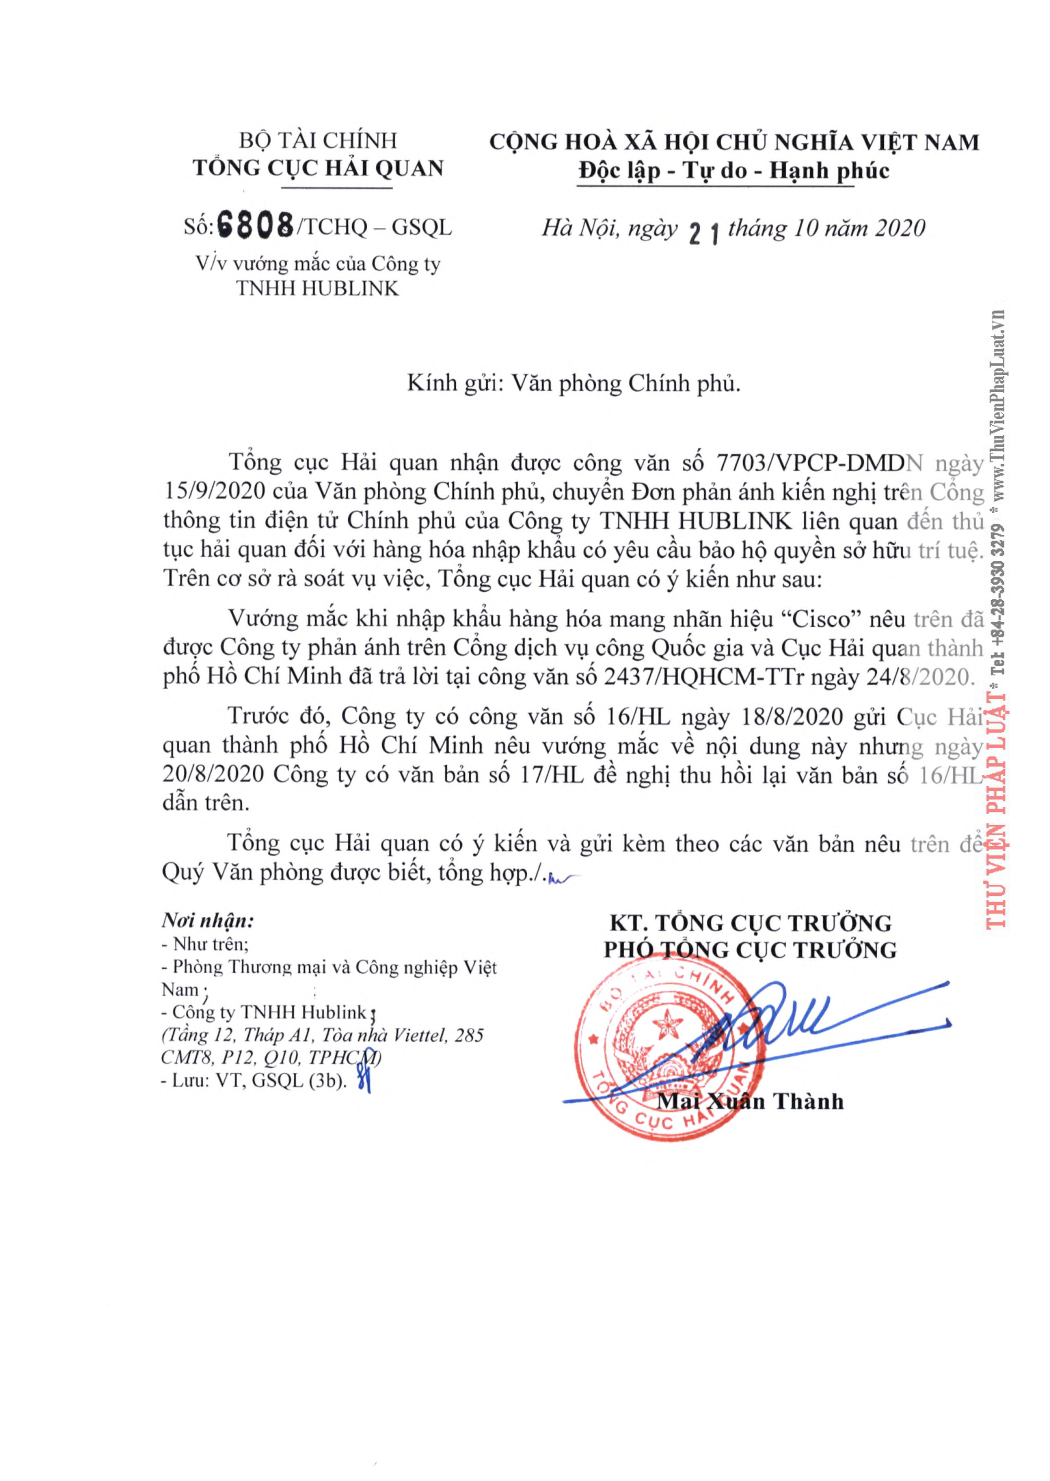 BỘ TÀI CHÍNH
TỔNG CỤC HẢI QUAN
CỘNG HOÀ XÃ HỘI CHỦ NGHĨA VIỆT NAM
Độc lập - Tự do - Hạnh phúc
Số: 6808/TCHQ – GSQL
Hà Nội, ngày 21 tháng 10 năm 2020
V/v vướng mắc của Công ty
TNHH HUBLINK
Kính gửi: Văn phòng Chính phủ.
Tổng cục Hải quan nhận được công văn số 7703/VPCP-DMDN ngày
15/9/2020 của Văn phòng Chính phủ, chuyển Đơn phản ánh kiến nghị trên Cổng
thông tin điện tử Chính phủ của Công ty TNHH HUBLINK liên quan đến thủ
tục hải quan đối với hàng hóa nhập khẩu có yêu cầu bảo hộ quyền sở hữu trí tuệ.
Trên cơ sở rà soát vụ việc, Tổng cục Hải quan có ý kiến như sau:
Vướng mắc khi nhập khẩu hàng hóa mang nhãn hiệu “Cisco” nêu trên đã
được Công ty phản ánh trên Cổng dịch vụ công Quốc gia và Cục Hải quan thành
phố Hồ Chí Minh đã trả lời tại công văn số 2437/HQHCM-TTr ngày 24/8/2020.
Trước đó, Công ty có công văn số 16/HL ngày 18/8/2020 gửi Cục Hải
quan thành phố Hồ Chí Minh nêu vướng mắc về nội dung này nhưng ngày
20/8/2020 Công ty có văn bản số 17/HL đề nghị thu hồi lại văn bản số 16/HL
dẫn trên.
Tổng cục Hải quan có ý kiến và gửi kèm theo các văn bản nêu trên để
Quý Văn phòng được biết, tổng hợp./.
Nơi nhận:
- Như trên;
- Phòng Thương mại và Công nghiệp Việt
Nam ;
- Công ty TNHH Hublink;
(Tầng 12, Tháp A1, Tòa nhà Viettel, 285
CMT8, P12, Q10, TPHCM)
- Lưu: VT, GSQL (3b).
KT. TỔNG CỤC TRƯỞNG
PHÓ TỔNG CỤC TRƯỞNG
BỘ TÀI CHÍNH
TỔNG CỤC HẢI QUAN
Mai Xuân Thành
THƯ VIỆN PHÁP LUẬT * Tel: +84-28-3930 3279 * www.ThuVienPhapLuat.vn